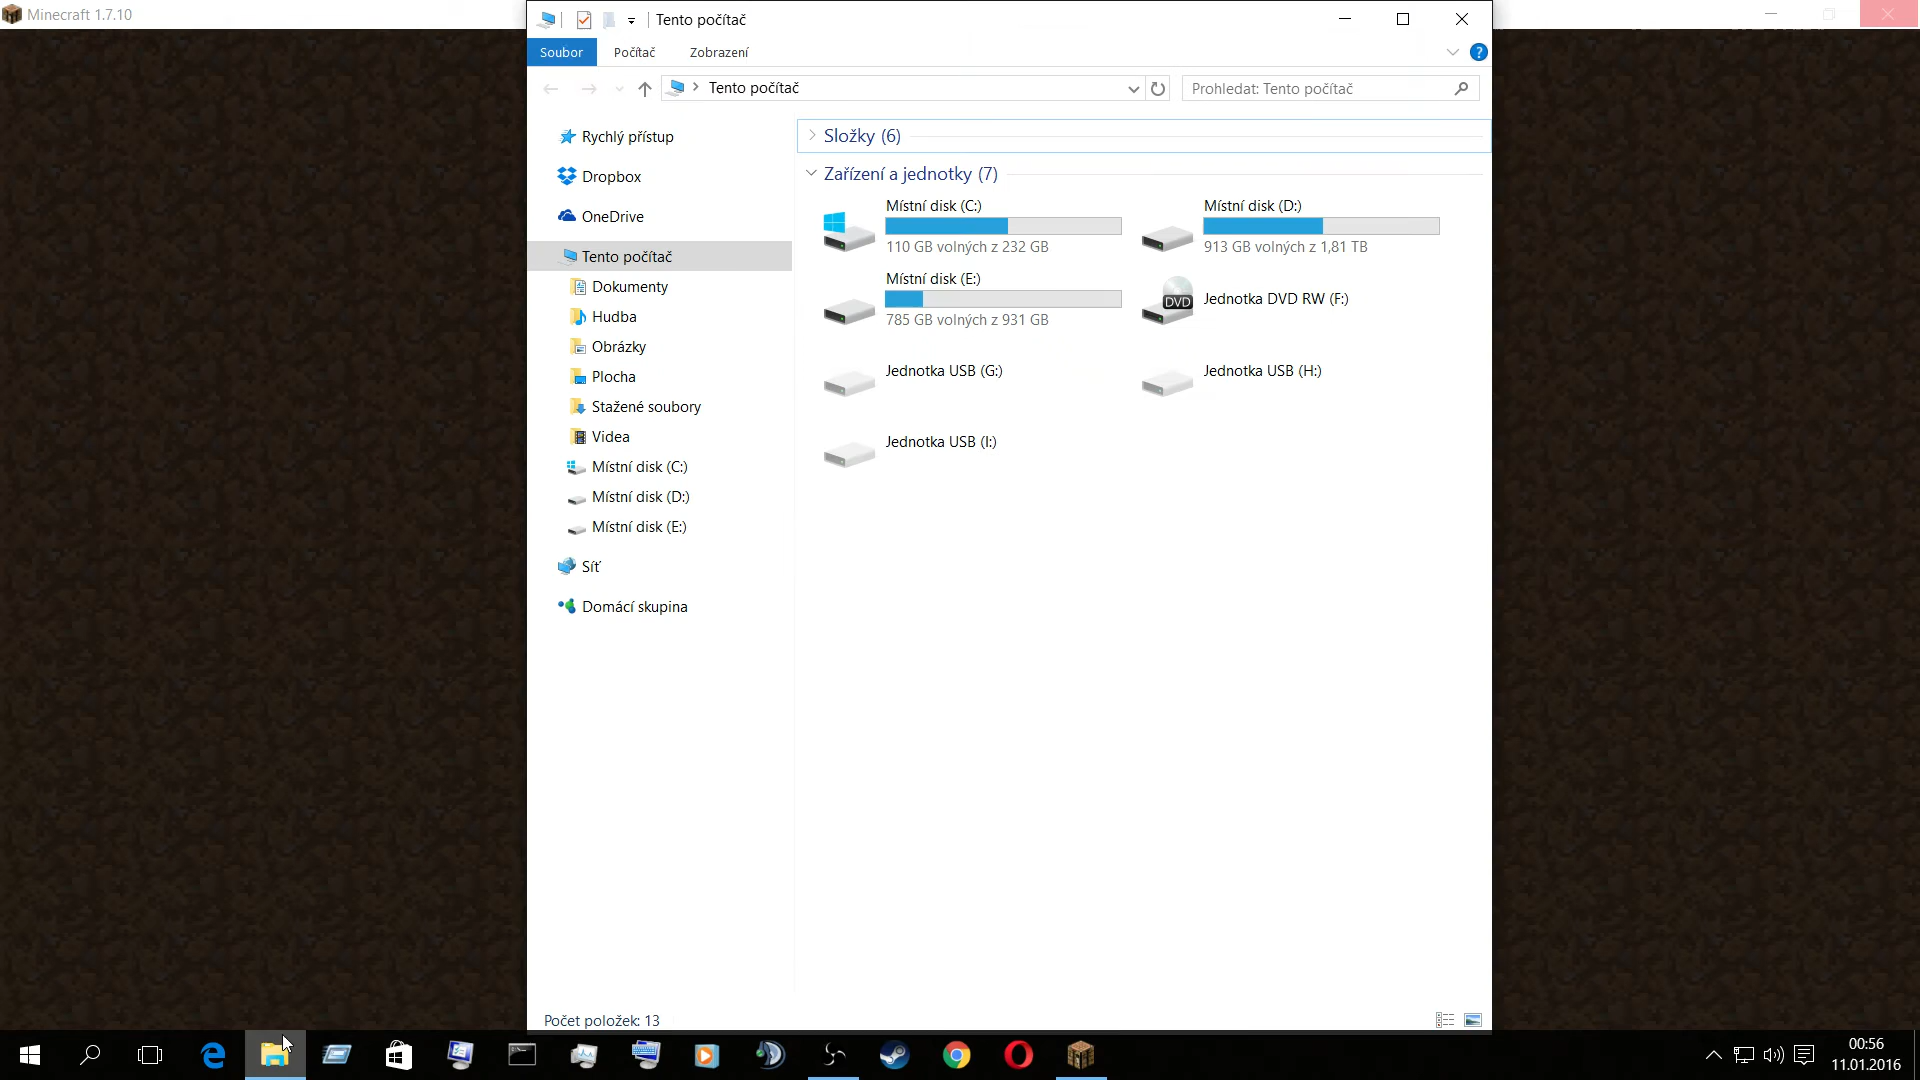 Minecraft 1.7.10
Tento počítač
Soubor
Počítač
Zobrazení
?
Tento počítač
Prohledat: Tento počítač
Rychlý přístup
Dropbox
OneDrive
Tento počítač
Dokumenty
Hudba
Obrázky
Plocha
Stažené soubory
Videa
Místní disk (C:)
Místní disk (D:)
Místní disk (E:)
Síť
Domácí skupina
Složky (6)
Zařízení a jednotky (7)
Místní disk (C:)
110 GB volných z 232 GB
Místní disk (D:)
913 GB volných z 1,81 TB
Místní disk (E:)
785 GB volných z 931 GB
DVD
Jednotka DVD RW (F:)
Jednotka USB (G:)
Jednotka USB (H:)
Jednotka USB (I:)
Počet položek: 13
00:56
11.01.2016